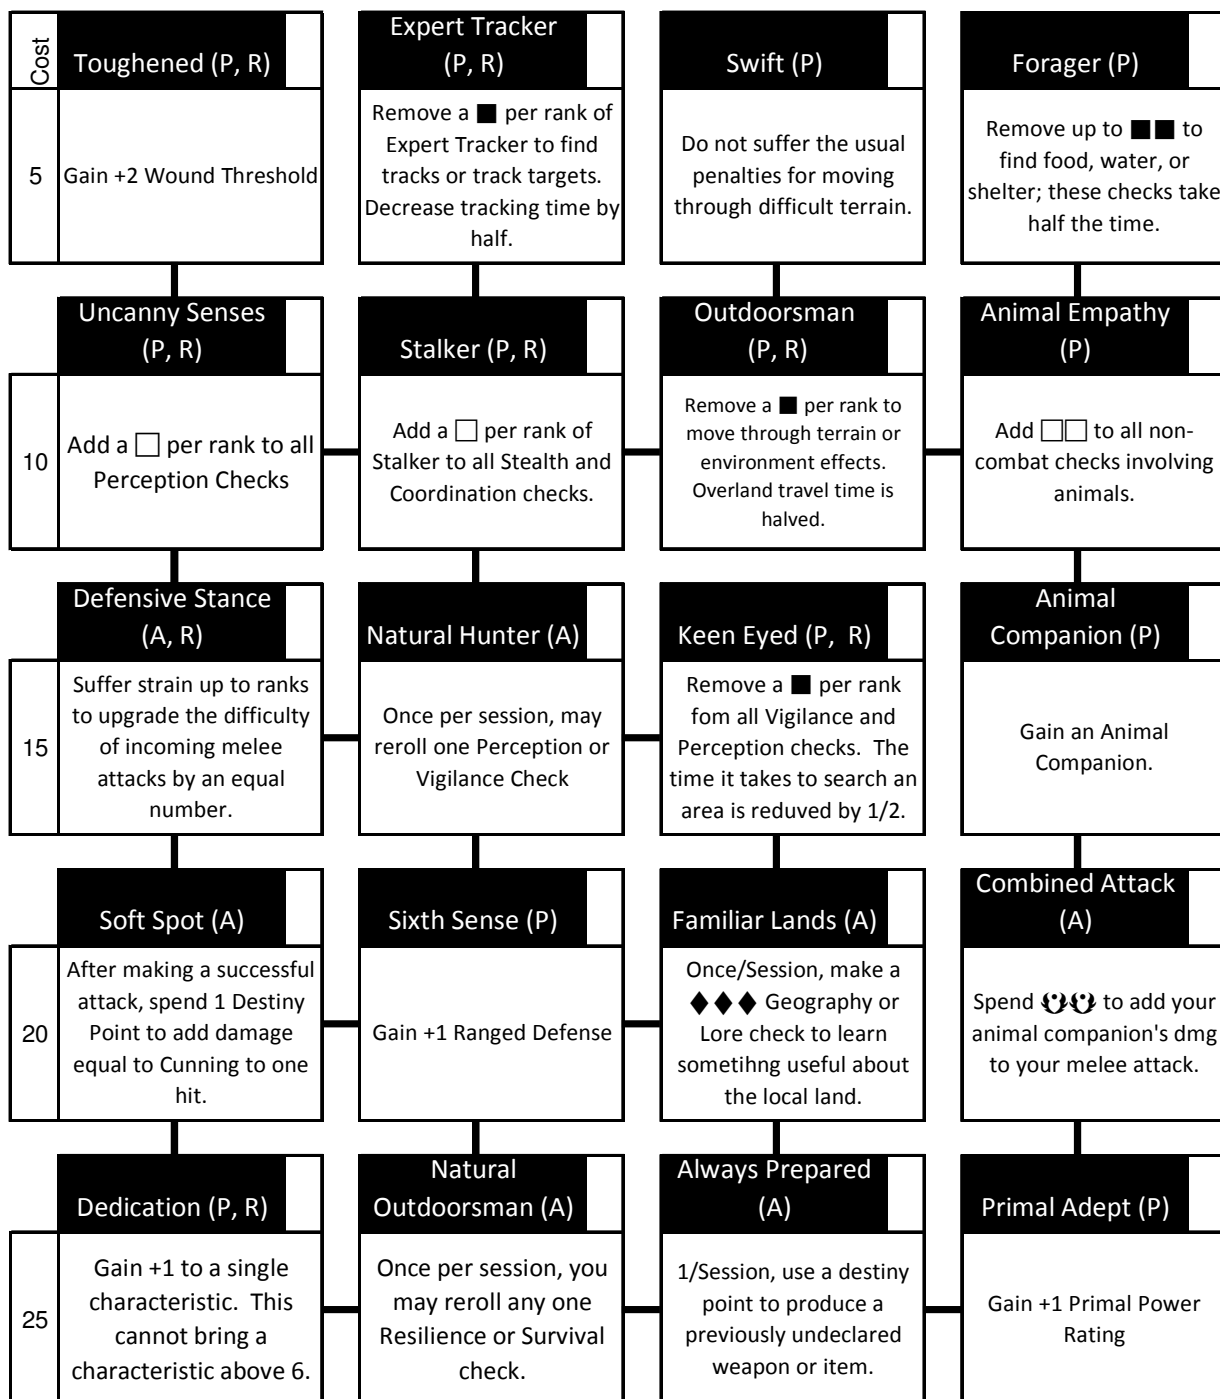 Cost
Toughened (P, R)
Expert Tracker
(P, R)
Swift (P)
Forager (P)
5
Gain +2 Wound Threshold
Remove a ■ per rank of
Expert Tracker to find
tracks or track targets.
Decrease tracking time by
half.
Do not suffer the usual
penalties for moving
through difficult terrain.
Remove up to ■■ to
find food, water, or
shelter; these checks take
half the time.
Uncanny Senses
(P, R)
Stalker (P, R)
Outdoorsman
(P, R)
Animal Empathy
(P)
10
Add a □ per rank to all
Perception Checks
Add a □ per rank of
Stalker to all Stealth and
Coordination checks.
Remove a ■ per rank to
move through terrain or
environment effects.
Overland travel time is
halved.
Add □□ to all non-
combat checks involving
animals.
Defensive Stance
(A, R)
Natural Hunter (A)
Keen Eyed (P, R)
Animal
Companion (P)
15
Suffer strain up to ranks
to upgrade the difficulty
of incoming melee
attacks by an equal
number.
Once per session, may
reroll one Perception or
Vigilance Check
Remove a ■ per rank
fom all Vigilance and
Perception checks. The
time it takes to search an
area is reduved by 1/2.
Gain an Animal
Companion.
Soft Spot (A)
Sixth Sense (P)
Familiar Lands (A)
Combined Attack
(A)
20
After making a successful
attack, spend 1 Destiny
Point to add damage
equal to Cunning to one
hit.
Gain +1 Ranged Defense
Once/Session, make a
♦♦♦ Geography or
Lore check to learn
sometihng useful about
the local land.
Spend to add your
animal companion's dmg
to your melee attack.
Dedication (P, R)
Natural
Outdoorsman (A)
Always Prepared
(A)
Primal Adept (P)
25
Gain +1 to a single
characteristic. This
cannot bring a
characteristic above 6.
Once per session, you
may reroll any one
Resilience or Survival
check.
1/Session, use a destiny
point to produce a
previously undeclared
weapon or item.
Gain +1 Primal Power
Rating